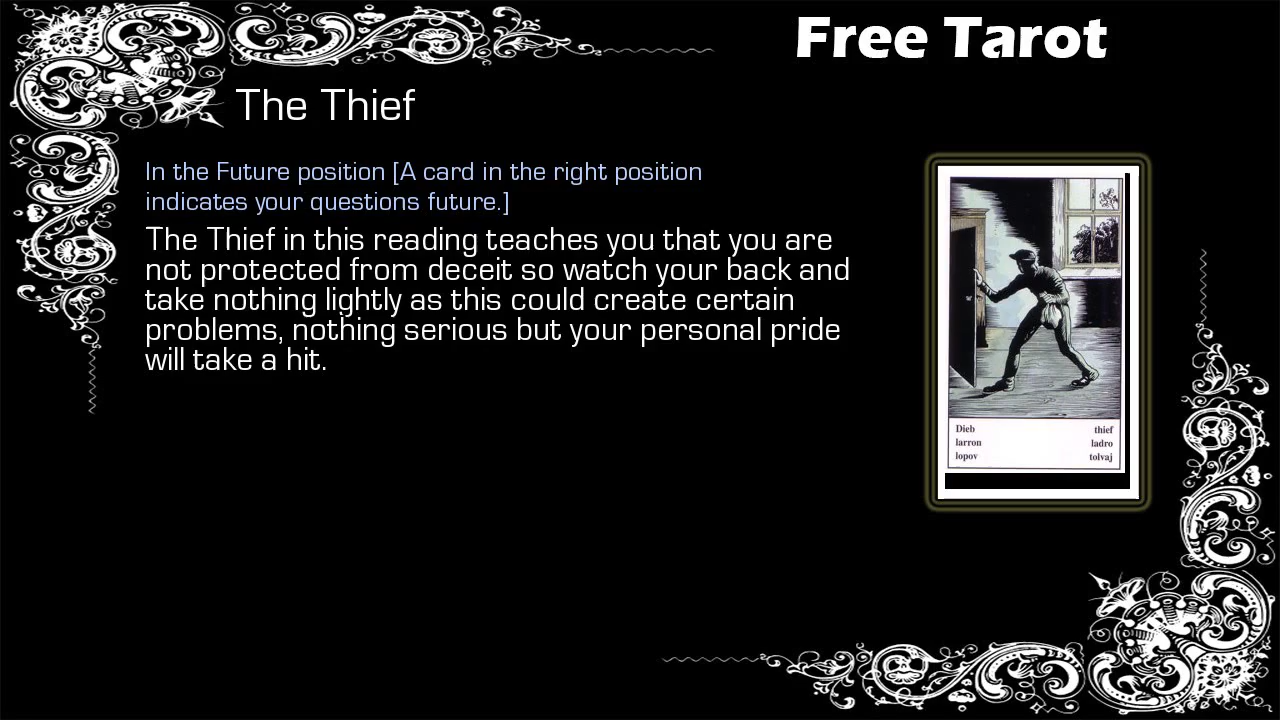 Free Tarot
The Thief
In the Future position [A card in the right position
indicates your questions future.]
The Thief in this reading teaches you that you are
not protected from deceit so watch your back and
take nothing lightly as this could create certain
problems, nothing serious but your personal pride
will take a hit.
Dieb thief
larron ladro
lopov tolvaj